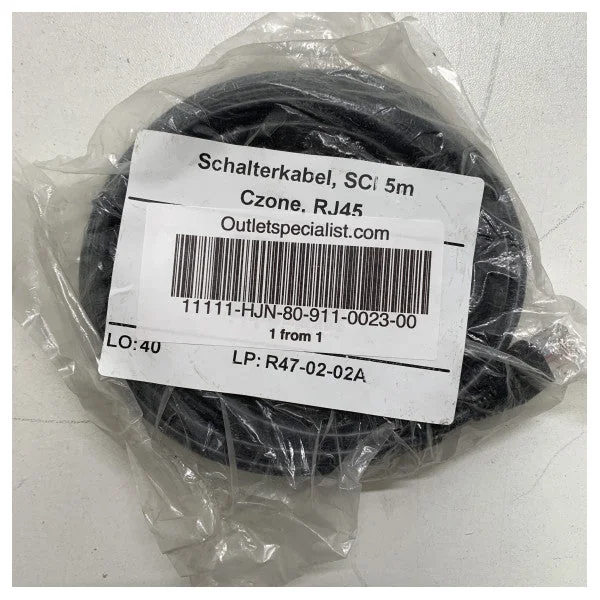 Schalterkabel, SCI 5m
Czone, RJ45
Outletspecialist.com
11111-HJN-80-911-0023-00
1 from 1
LO: 40
LP: R47-02-02A